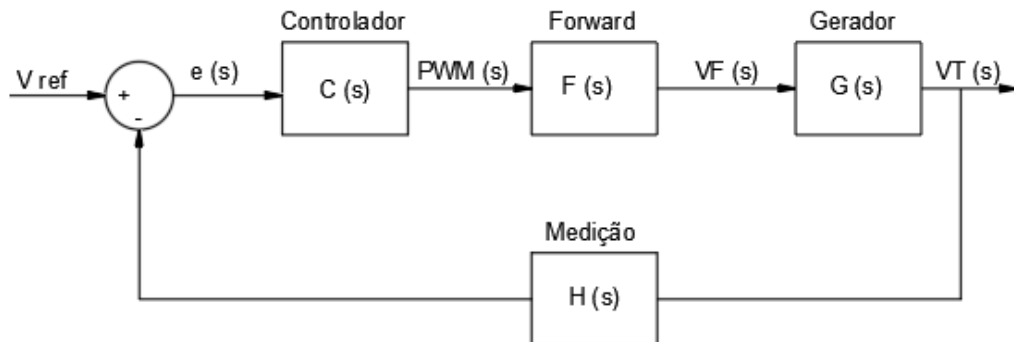 Controlador Forward Gerador
V ref + - e (s) C (s) PWM (s) F (s) VF (s) G (s) VT (s)
Medição
H (s)